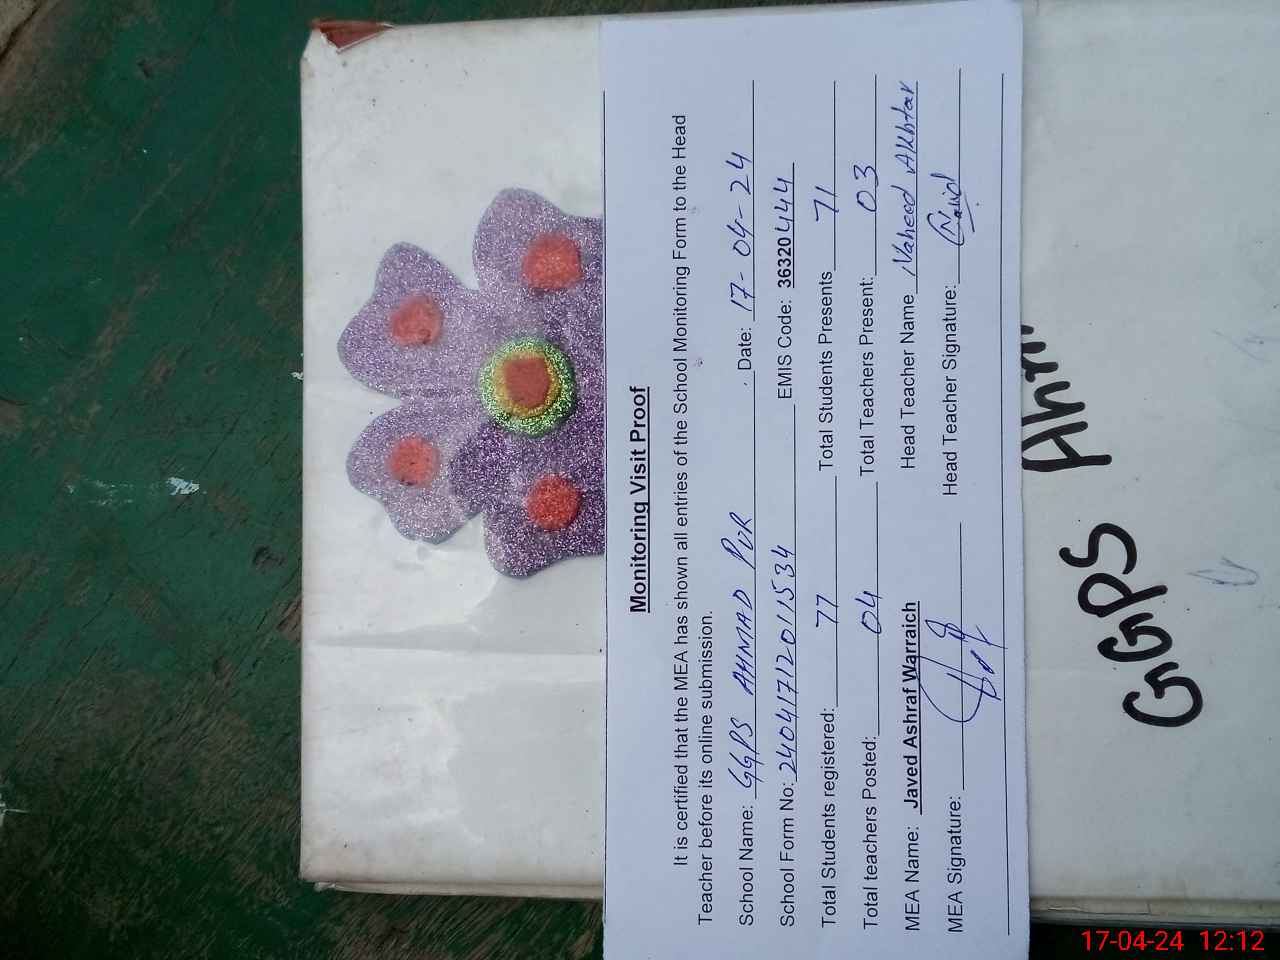 Monitoring Visit Proof
It is certified that the MEA has shown all entries of the School Monitoring Form to the Head
Teacher before its online submission.
School Name: GGPS AHMAD PUR Date: 17-04-24
School Form No: 24041712011534 EMIS Code: 36320444
Total Students registered: 77 Total Students Presents 71
Total teachers Posted: 04 Total Teachers Present: 03
MEA Name: Javed Ashraf Warraich Head Teacher Name Naheed Akhtar
MEA Signature: Head Teacher Signature:
GGPS Ahm
17-04-24 12:12